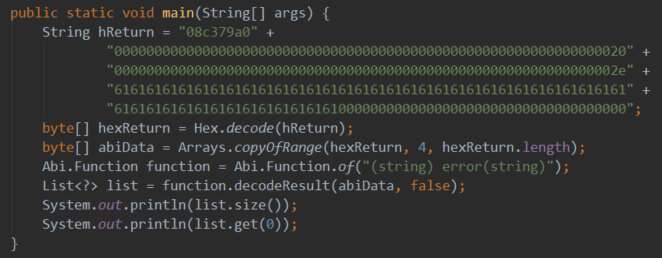 public static void main(String[] args) {
String hReturn = "08c379a0" +
"0000000000000000000000000000000000000000000000000000000000000020" +
"000000000000000000000000000000000000000000000000000000000000002e" +
"6161616161616161616161616161616161616161616161616161616161616161" +
"6161616161616161616161616161000000000000000000000000000000000000";
byte[] hexReturn = Hex.decode(hReturn);
byte[] abiData = Arrays.copyOfRange(hexReturn, 4, hexReturn.length);
Abi.Function function = Abi.Function.of("(string) error(string)");
List<?> list = function.decodeResult(abiData, false);
System.out.println(list.size());
System.out.println(list.get(0));
}